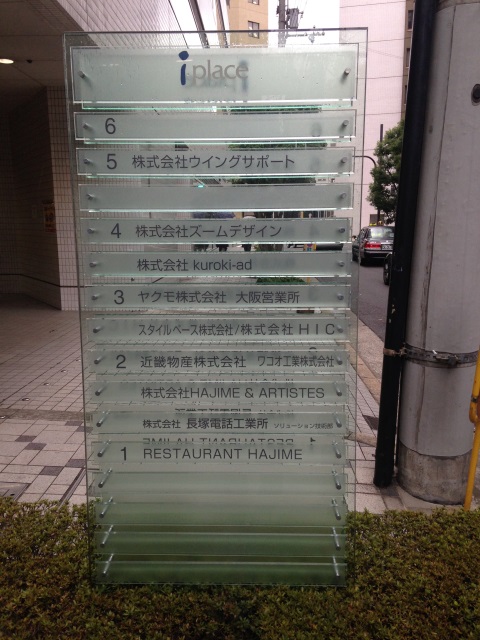 i place
6
5 株式会社ウイングサポート
4 株式会社ズームデザイン
株式会社 kuroki-ad
3 ヤクモ株式会社 大阪営業所
スタイルベース株式会社/株式会社ＨＩＣ
2 近畿物産株式会社 ワコオ工業株式会社
株式会社HAJIME & ARTISTES
株式会社 長塚電話工業所 ソリューション技術部
1 RESTAURANT HAJIME